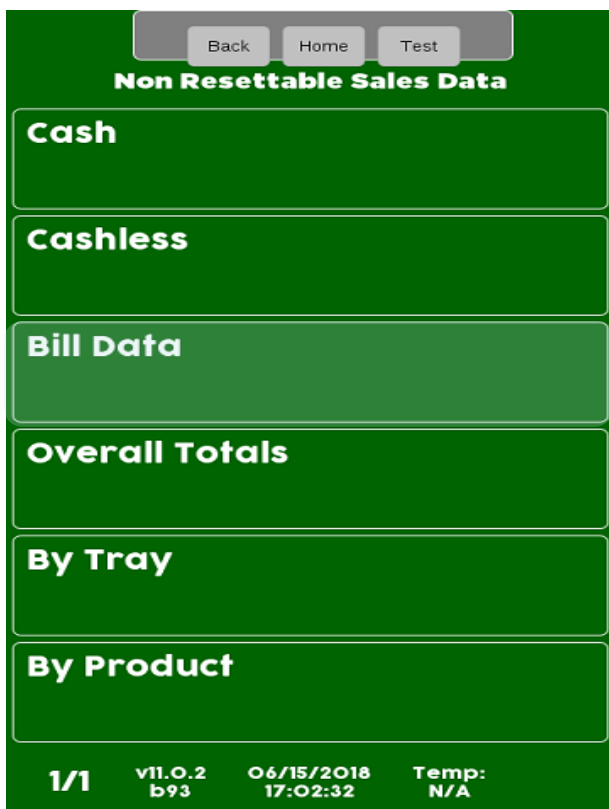 Back Home Test
Non Resettable Sales Data
Cash
Cashless
Bill Data
Overall Totals
By Tray
By Product
1/1 v11.0.2 06/15/2018 Temp:
b93 17:02:32 N/A